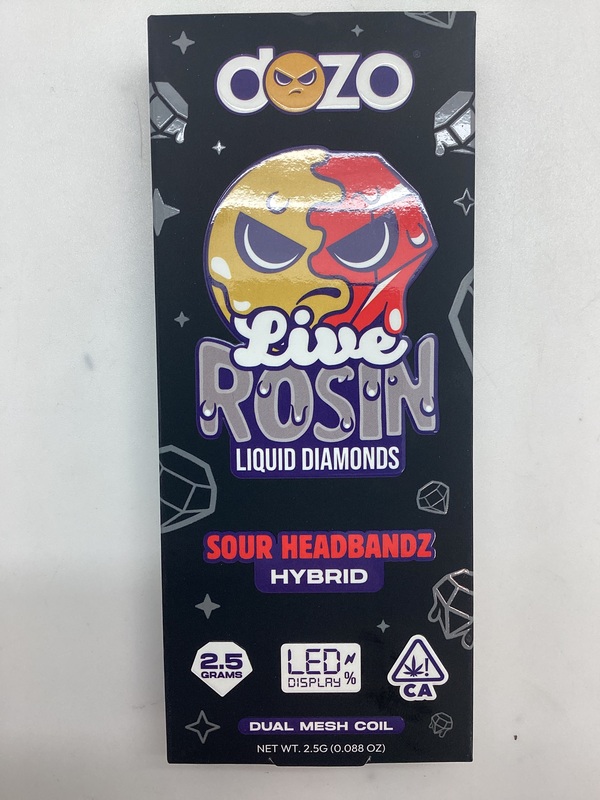 dozo
Live
ROSIN
LIQUID DIAMONDS
SOUR HEADBANDZ
HYBRID
2.5
GRAMS
LED
DISPLAY %
!
CA
DUAL MESH COIL
NET WT. 2.5G (0.088 OZ)